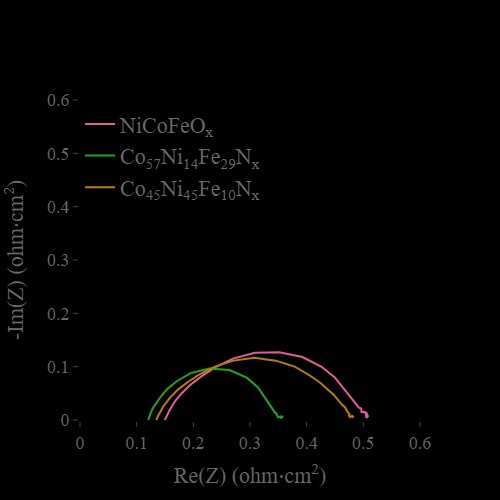 0.6
NiCoFeOₓ
0.5
Co₅₇Ni₁₄Fe₂₉Nₓ
Co₄₅Ni₄₅Fe₁₀Nₓ
0.4
0.3
0.2
0.1
0
-Im(Z) (ohm·cm²)
0 0.1 0.2 0.3 0.4 0.5 0.6
Re(Z) (ohm·cm²)